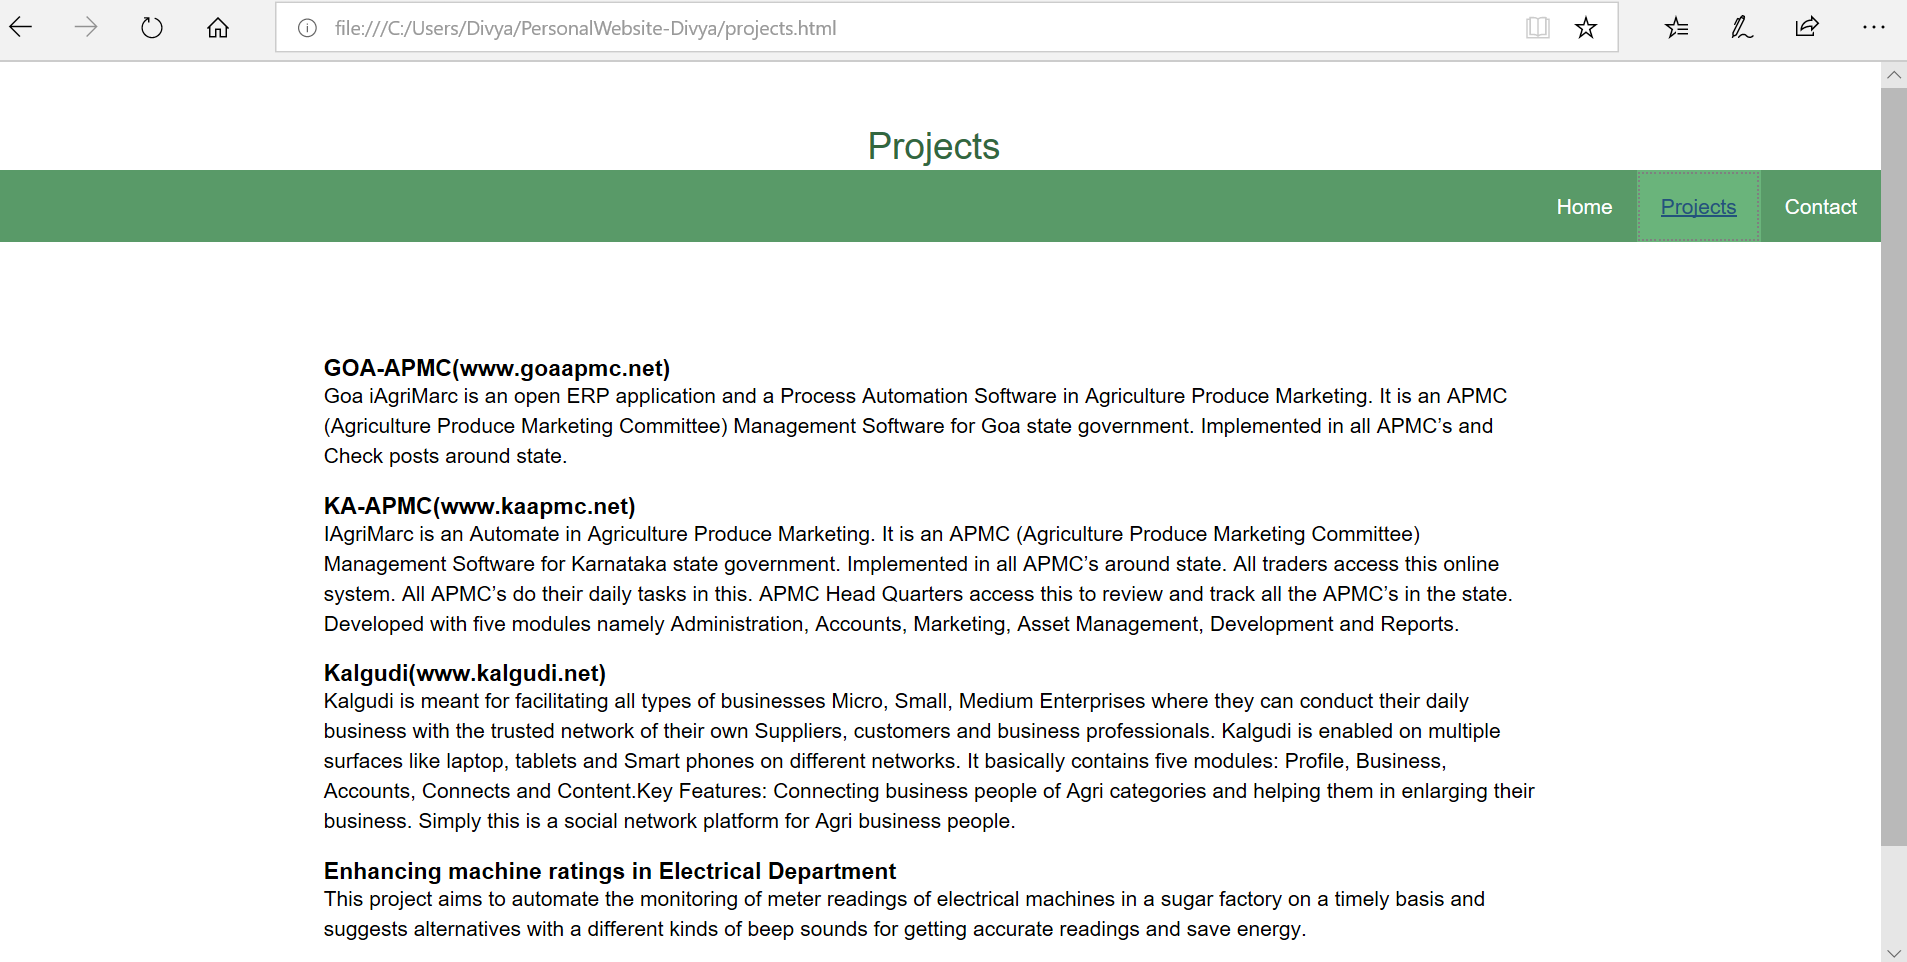 file:///C:/Users/Divya/PersonalWebsite-Divya/projects.html
Projects
Home Projects Contact
GOA-APMC(www.goaapmc.net)
Goa iAgriMarc is an open ERP application and a Process Automation Software in Agriculture Produce Marketing. It is an APMC
(Agriculture Produce Marketing Committee) Management Software for Goa state government. Implemented in all APMC’s and
Check posts around state.
KA-APMC(www.kaapmc.net)
IAgriMarc is an Automate in Agriculture Produce Marketing. It is an APMC (Agriculture Produce Marketing Committee)
Management Software for Karnataka state government. Implemented in all APMC’s around state. All traders access this online
system. All APMC’s do their daily tasks in this. APMC Head Quarters access this to review and track all the APMC’s in the state.
Developed with five modules namely Administration, Accounts, Marketing, Asset Management, Development and Reports.
Kalgudi(www.kalgudi.net)
Kalgudi is meant for facilitating all types of businesses Micro, Small, Medium Enterprises where they can conduct their daily
business with the trusted network of their own Suppliers, customers and business professionals. Kalgudi is enabled on multiple
surfaces like laptop, tablets and Smart phones on different networks. It basically contains five modules: Profile, Business,
Accounts, Connects and Content.Key Features: Connecting business people of Agri categories and helping them in enlarging their
business. Simply this is a social network platform for Agri business people.
Enhancing machine ratings in Electrical Department
This project aims to automate the monitoring of meter readings of electrical machines in a sugar factory on a timely basis and
suggests alternatives with a different kinds of beep sounds for getting accurate readings and save energy.